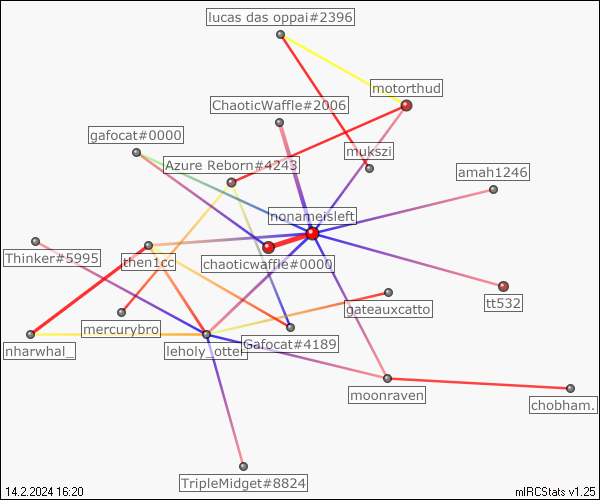 lucas das oppai#2396
motorthud
ChaoticWaffle#2006
gafocat#0000
mukszi
Azure Reborn#4243
amah1246
nonameisleft
Thinker#5995
then1cc
chaoticwaffle#0000
tt532
gateauxcatto
mercurybro
nharwhal_
leholy_otter
Gafocat#4189
moonraven
chobham.
TripleMidget#8824
14.2.2024 16:20
mIRCStats v1.25